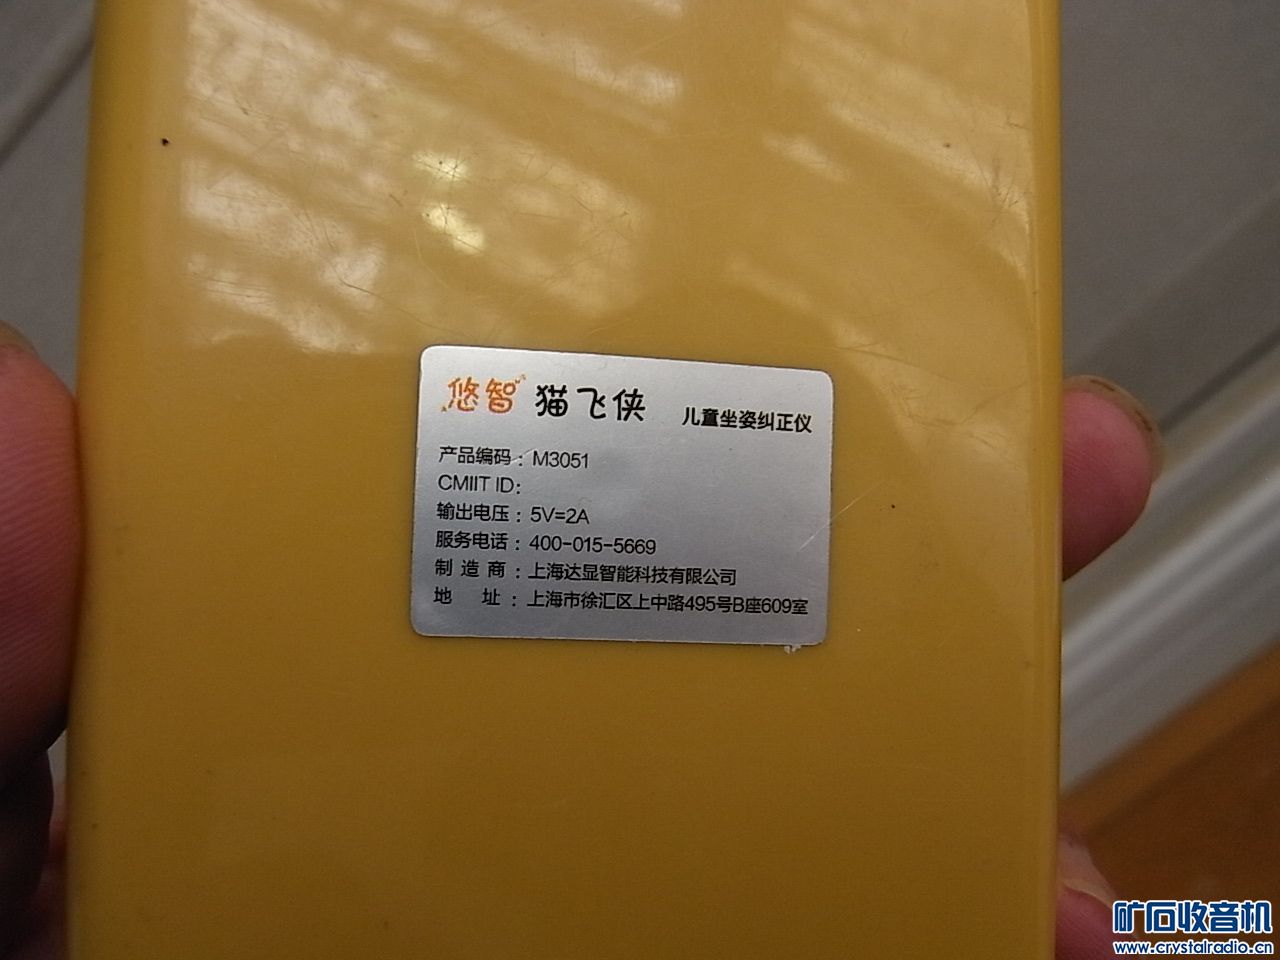 悠智 猫飞侠 儿童坐姿纠正仪
产品编码：M3051
CMIIT ID:
输出电压：5V=2A
服务电话：400-015-5669
制 造 商：上海达显智能科技有限公司
地 址：上海市徐汇区上中路495号B座609室
矿石收音机
www.crystalradio.cn